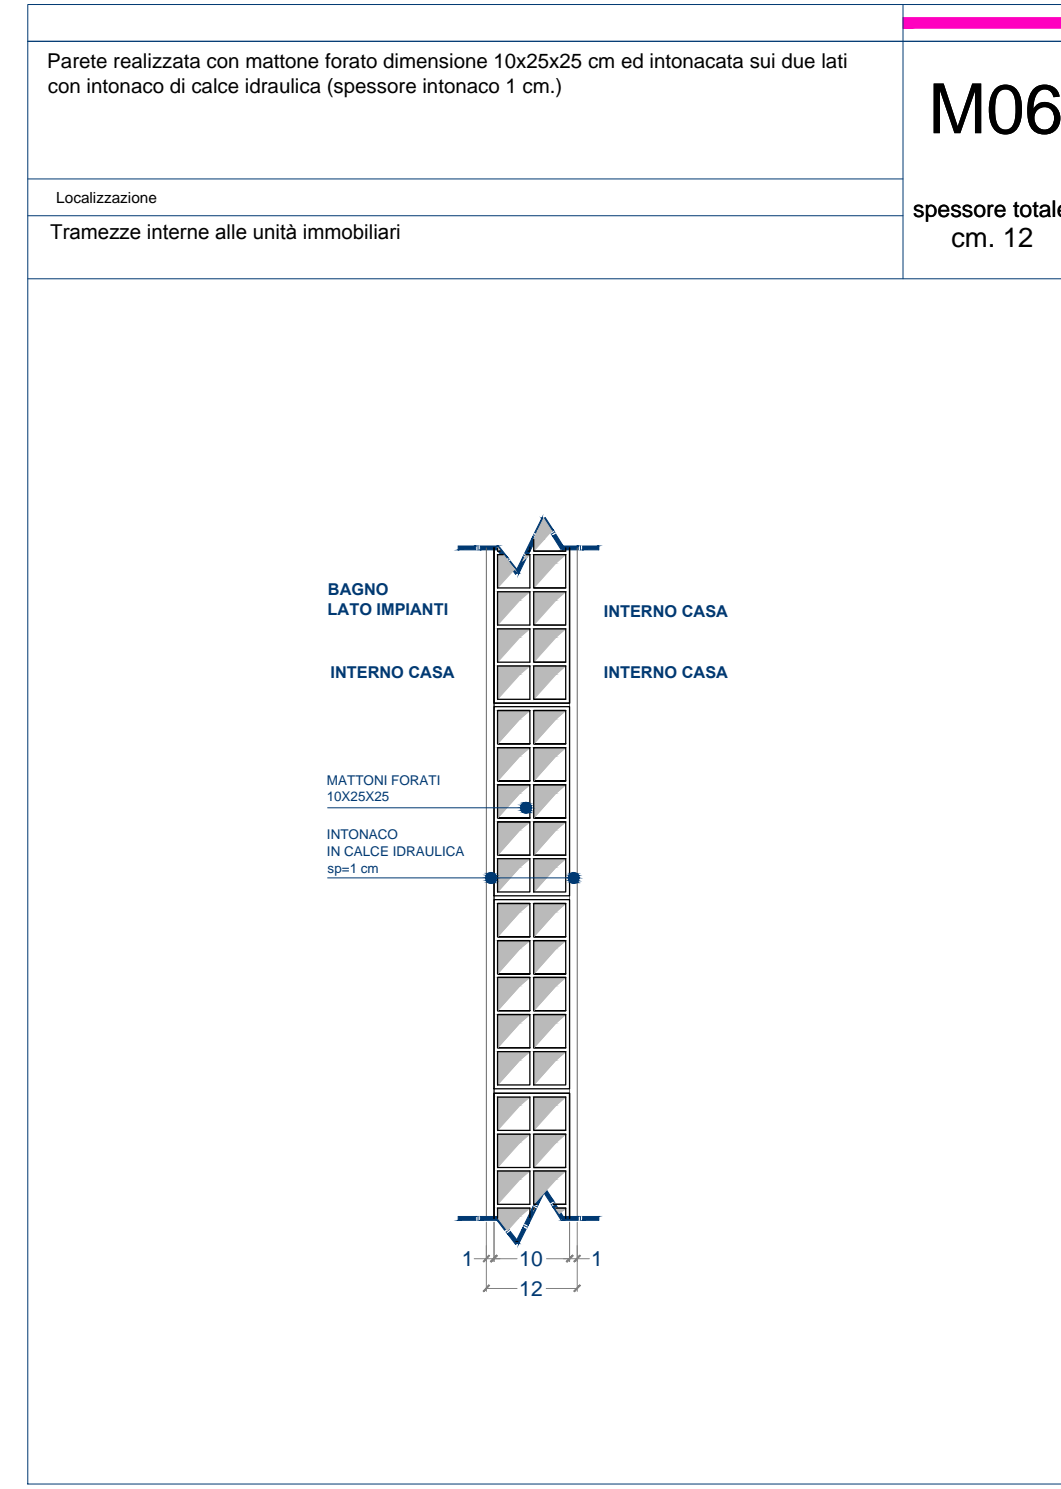 Parete realizzata con mattone forato dimensione 10x25x25 cm ed intonacata sui due lati
con intonaco di calce idraulica (spessore intonaco 1 cm.)
M06
Localizzazione
spessore totale
cm. 12
Tramezze interne alle unità immobiliari
BAGNO
LATO IMPIANTI
INTERNO CASA
INTERNO CASA
INTERNO CASA
MATTONI FORATI
10X25X25
INTONACO
IN CALCE IDRAULICA
sp=1 cm
1 10 1
12